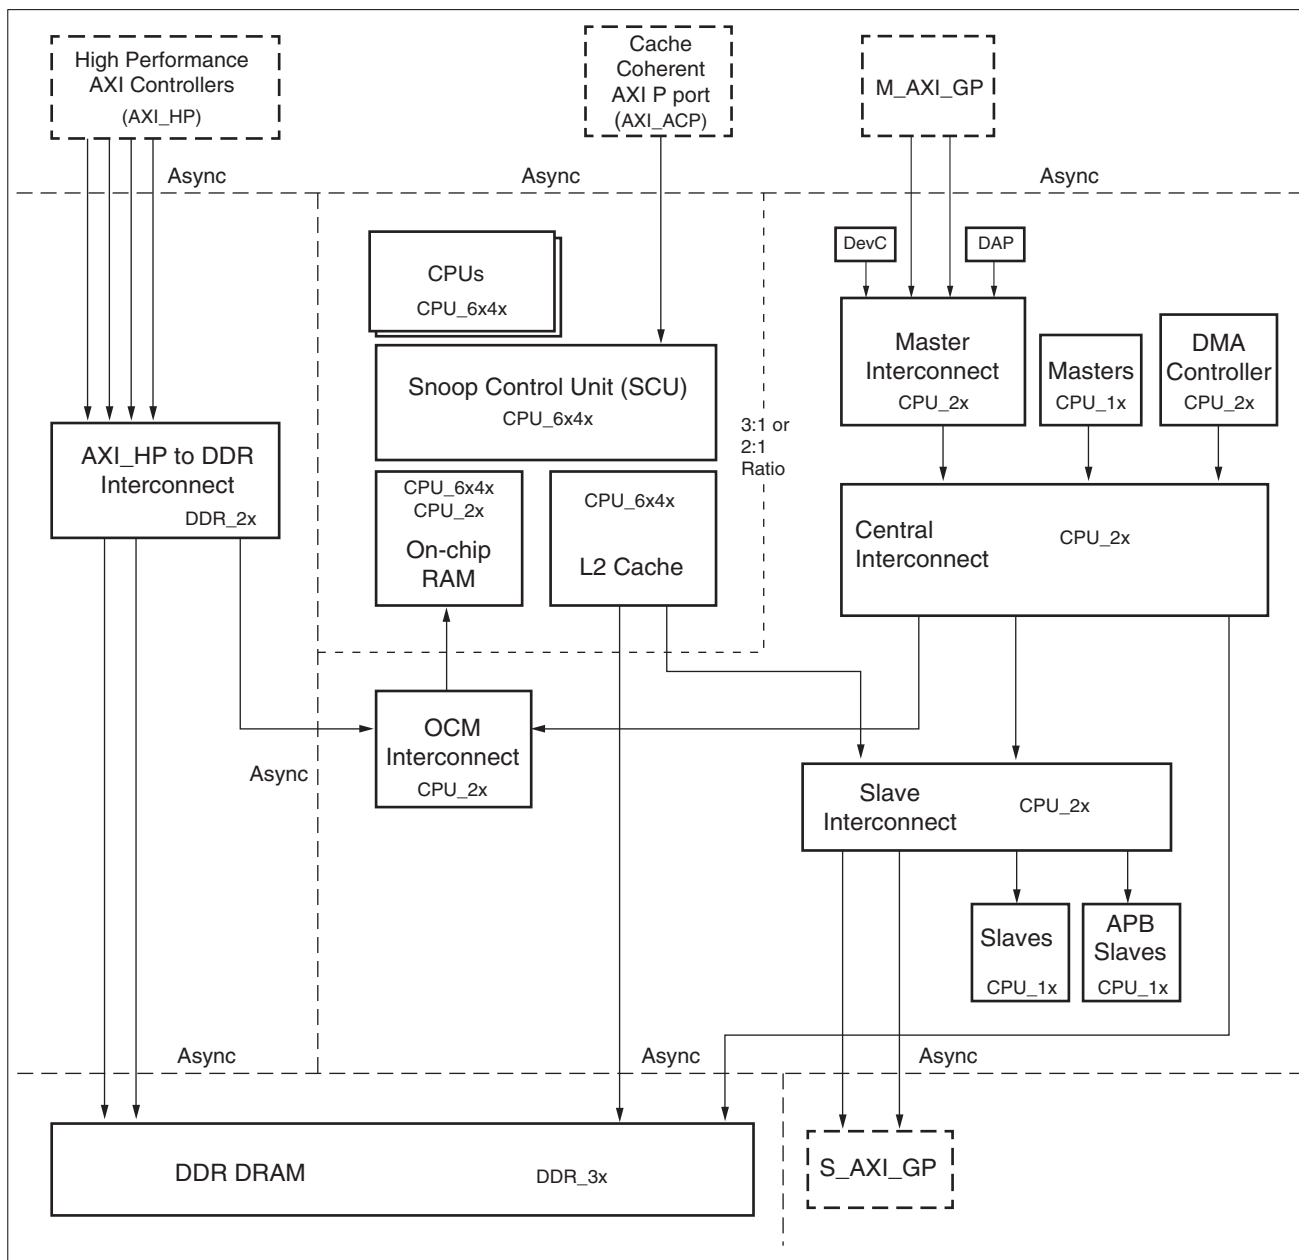 High Performance
AXI Controllers
(AXI_HP)
Cache
Coherent
AXI P port
(AXI_ACP)
M_AXI_GP
Async
Async
Async
CPUs
CPU_6x4x
DevC
DAP
Snoop Control Unit (SCU)
CPU_6x4x
Master
Interconnect
CPU_2x
Masters
CPU_1x
DMA
Controller
CPU_2x
3:1 or
2:1
Ratio
AXI_HP to DDR
Interconnect
DDR_2x
CPU_6x4x
CPU_2x
On-chip
RAM
CPU_6x4x
L2 Cache
Central
Interconnect
CPU_2x
OCM
Interconnect
CPU_2x
Async
Slave
Interconnect
CPU_2x
Slaves
CPU_1x
APB
Slaves
CPU_1x
Async
Async
Async
DDR DRAM
DDR_3x
S_AXI_GP